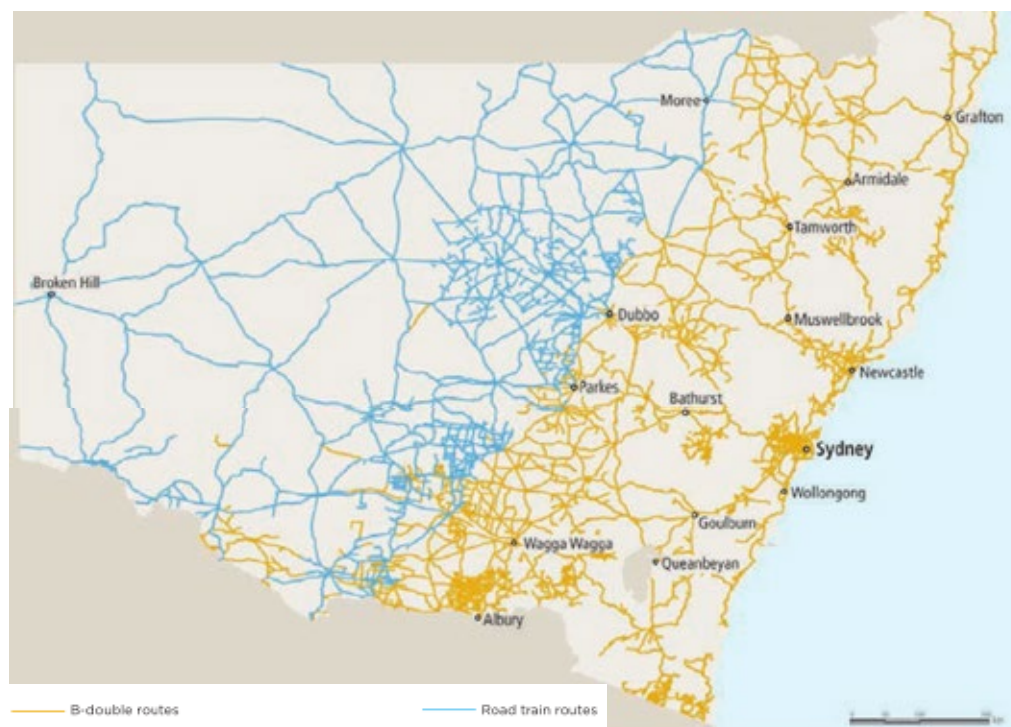 Moree
Grafton
Armidale
Tamworth
Broken Hill
Dubbo
Muswellbrook
Newcastle
Parkes
Bathurst
Sydney
Wollongong
Goulburn
Wagga Wagga
Queanbeyan
Albury
B-double routes
Road train routes